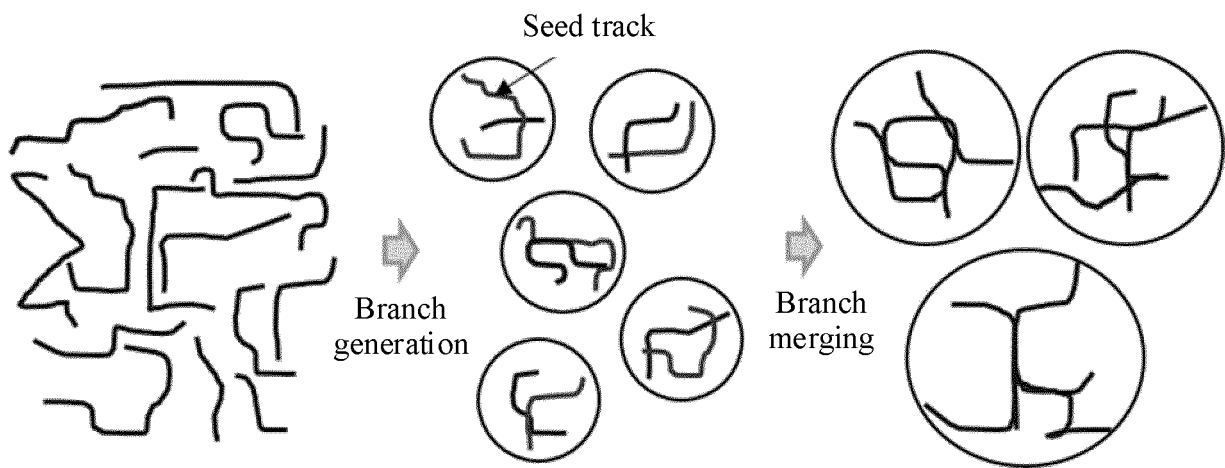 Seed track
Branch
generation
Branch
merging